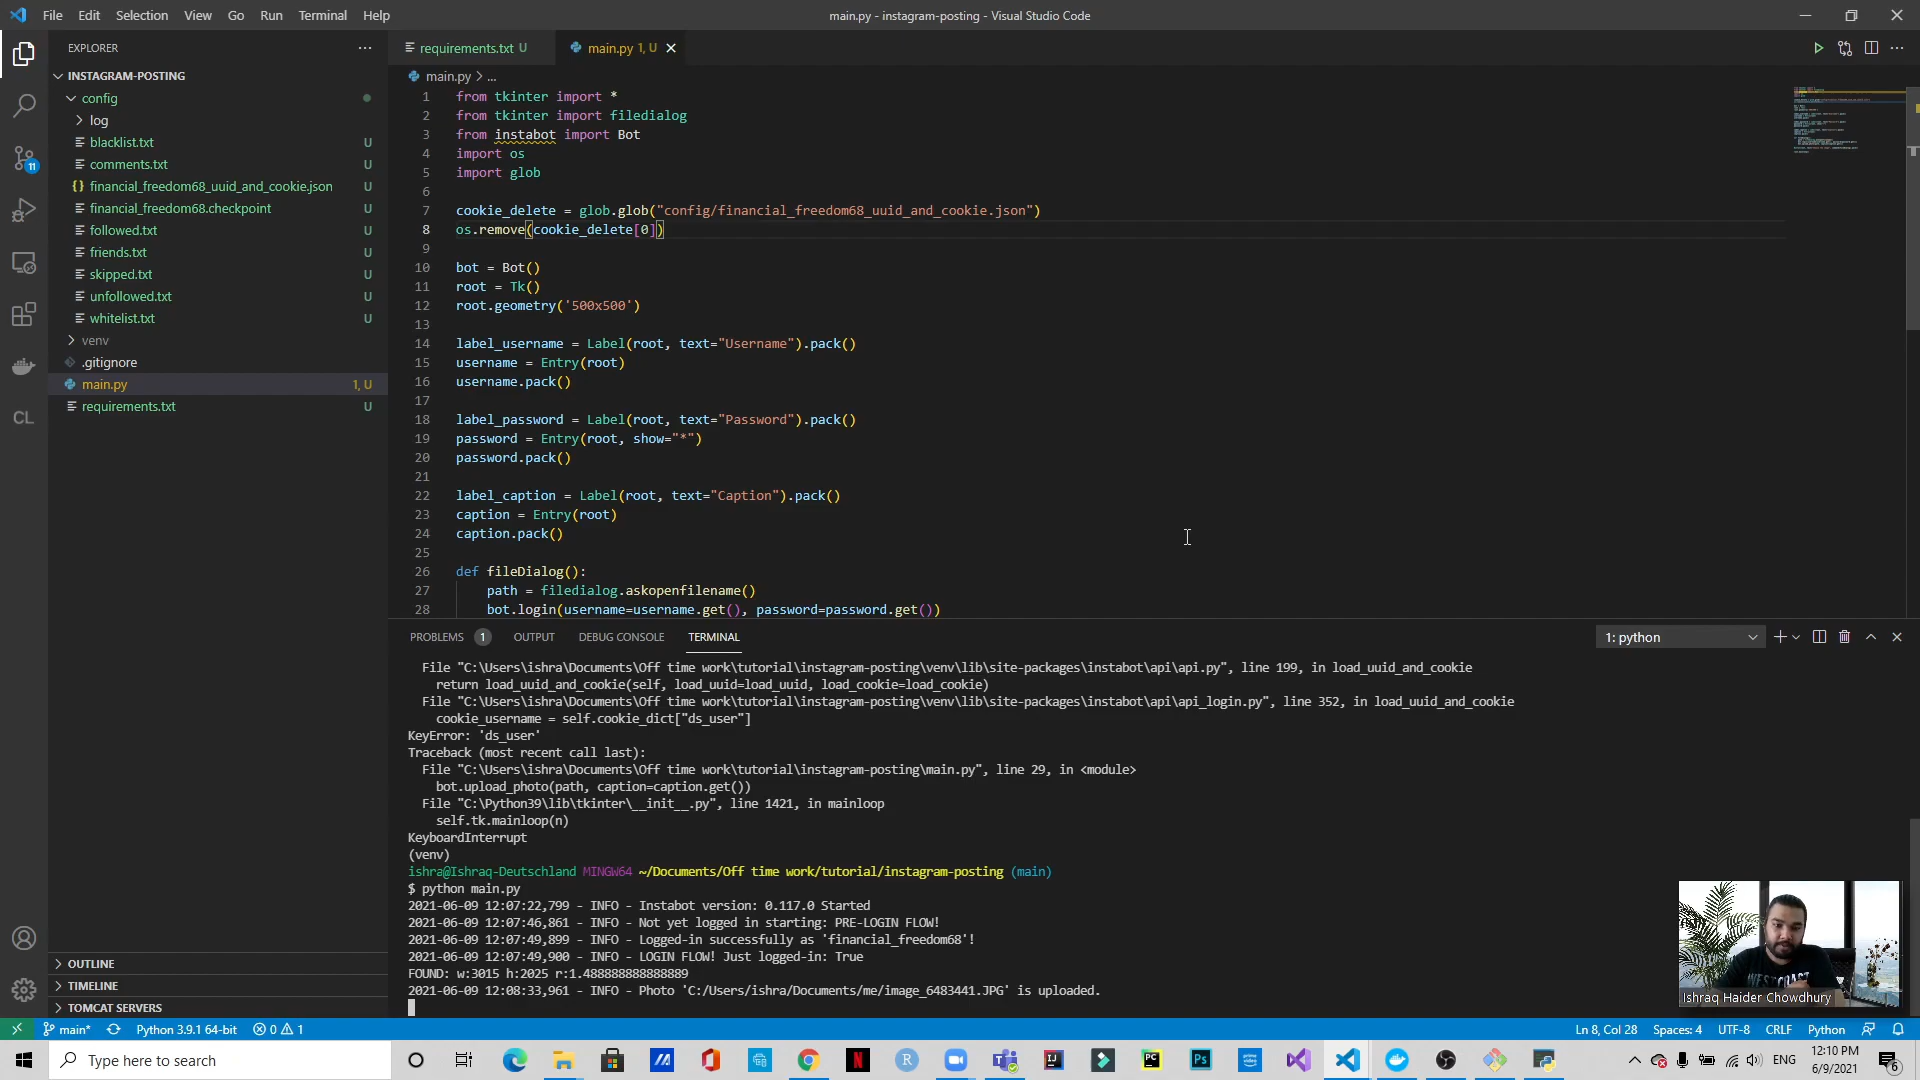 File Edit Selection View Go Run Terminal Help
main.py - instagram-posting - Visual Studio Code
EXPLORER
INSTAGRAM-POSTING
config
log
blacklist.txt U
comments.txt U
{} financial_freedom68_uuid_and_cookie.json U
financial_freedom68.checkpoint U
followed.txt U
friends.txt U
skipped.txt U
unfollowed.txt U
whitelist.txt U
venv
.gitignore
main.py 1, U
requirements.txt U
OUTLINE
TIMELINE
TOMCAT SERVERS
11
CL
requirements.txt U
main.py 1, U
main.py > ...
1 from tkinter import *
2 from tkinter import filedialog
3 from instabot import Bot
4 import os
5 import glob
6
7 cookie_delete = glob.glob("config/financial_freedom68_uuid_and_cookie.json")
8 os.remove(cookie_delete[0])
9
10 bot = Bot()
11 root = Tk()
12 root.geometry('500x500')
13
14 label_username = Label(root, text="Username").pack()
15 username = Entry(root)
16 username.pack()
17
18 label_password = Label(root, text="Password").pack()
19 password = Entry(root, show="*")
20 password.pack()
21
22 label_caption = Label(root, text="Caption").pack()
23 caption = Entry(root)
24 caption.pack()
25
26 def fileDialog():
27 path = filedialog.askopenfilename()
28 bot.login(username=username.get(), password=password.get())
PROBLEMS 1 OUTPUT DEBUG CONSOLE TERMINAL
1: python
File "C:\Users\ishra\Documents\Off time work\tutorial\instagram-posting\venv\lib\site-packages\instabot\api\api.py", line 199, in load_uuid_and_cookie
return load_uuid_and_cookie(self, load_uuid=load_uuid, load_cookie=load_cookie)
File "C:\Users\ishra\Documents\Off time work\tutorial\instagram-posting\venv\lib\site-packages\instabot\api\api_login.py", line 352, in load_uuid_and_cookie
cookie_username = self.cookie_dict["ds_user"]
KeyError: 'ds_user'
Traceback (most recent call last):
File "C:\Users\ishra\Documents\Off time work\tutorial\instagram-posting\main.py", line 29, in <module>
bot.upload_photo(path, caption=caption.get())
File "C:\Python39\lib\tkinter\__init__.py", line 1421, in mainloop
self.tk.mainloop(n)
KeyboardInterrupt
(venv)
ishra@Ishraq-Deutschland MINGW64 ~/Documents/Off time work/tutorial/instagram-posting (main)
$ python main.py
2021-06-09 12:07:22,799 - INFO - Instabot version: 0.117.0 Started
2021-06-09 12:07:46,861 - INFO - Not yet logged in starting: PRE-LOGIN FLOW!
2021-06-09 12:07:49,899 - INFO - Logged-in successfully as 'financial_freedom68'!
2021-06-09 12:07:49,900 - INFO - LOGIN FLOW! Just logged-in: True
FOUND: w:3015 h:2025 r:1.488888888888889
2021-06-09 12:08:33,961 - INFO - Photo 'C:/Users/ishra/Documents/me/image_6483441.JPG' is uploaded.
WESTCOAST
Ishraq Haider Chowdhury
main* Python 3.9.1 64-bit 0 1
Ln 8, Col 28 Spaces: 4 UTF-8 CRLF Python
Type here to search
ENG
12:10 PM
6/9/2021
6